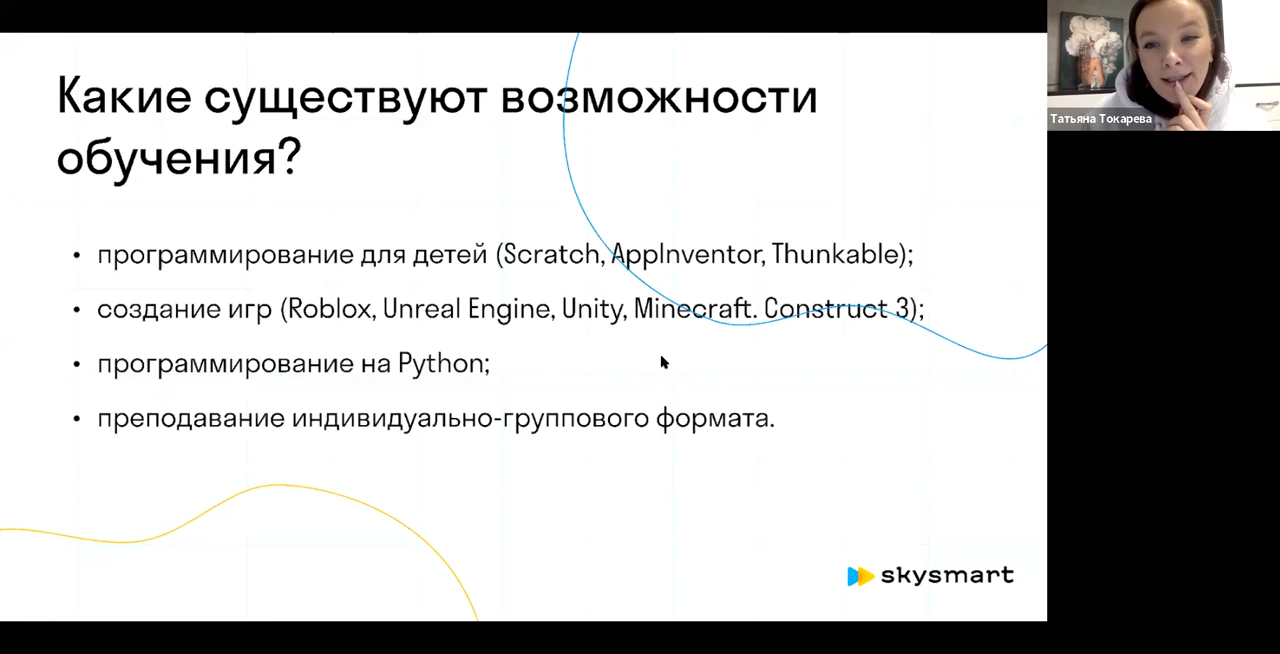 Какие существуют возможности
обучения?
• программирование для детей (Scratch, AppInventor, Thunkable);
• создание игр (Roblox, Unreal Engine, Unity, Minecraft. Construct 3);
• программирование на Python;
• преподавание индивидуально-группового формата.
skysmart
Татьяна Токарева